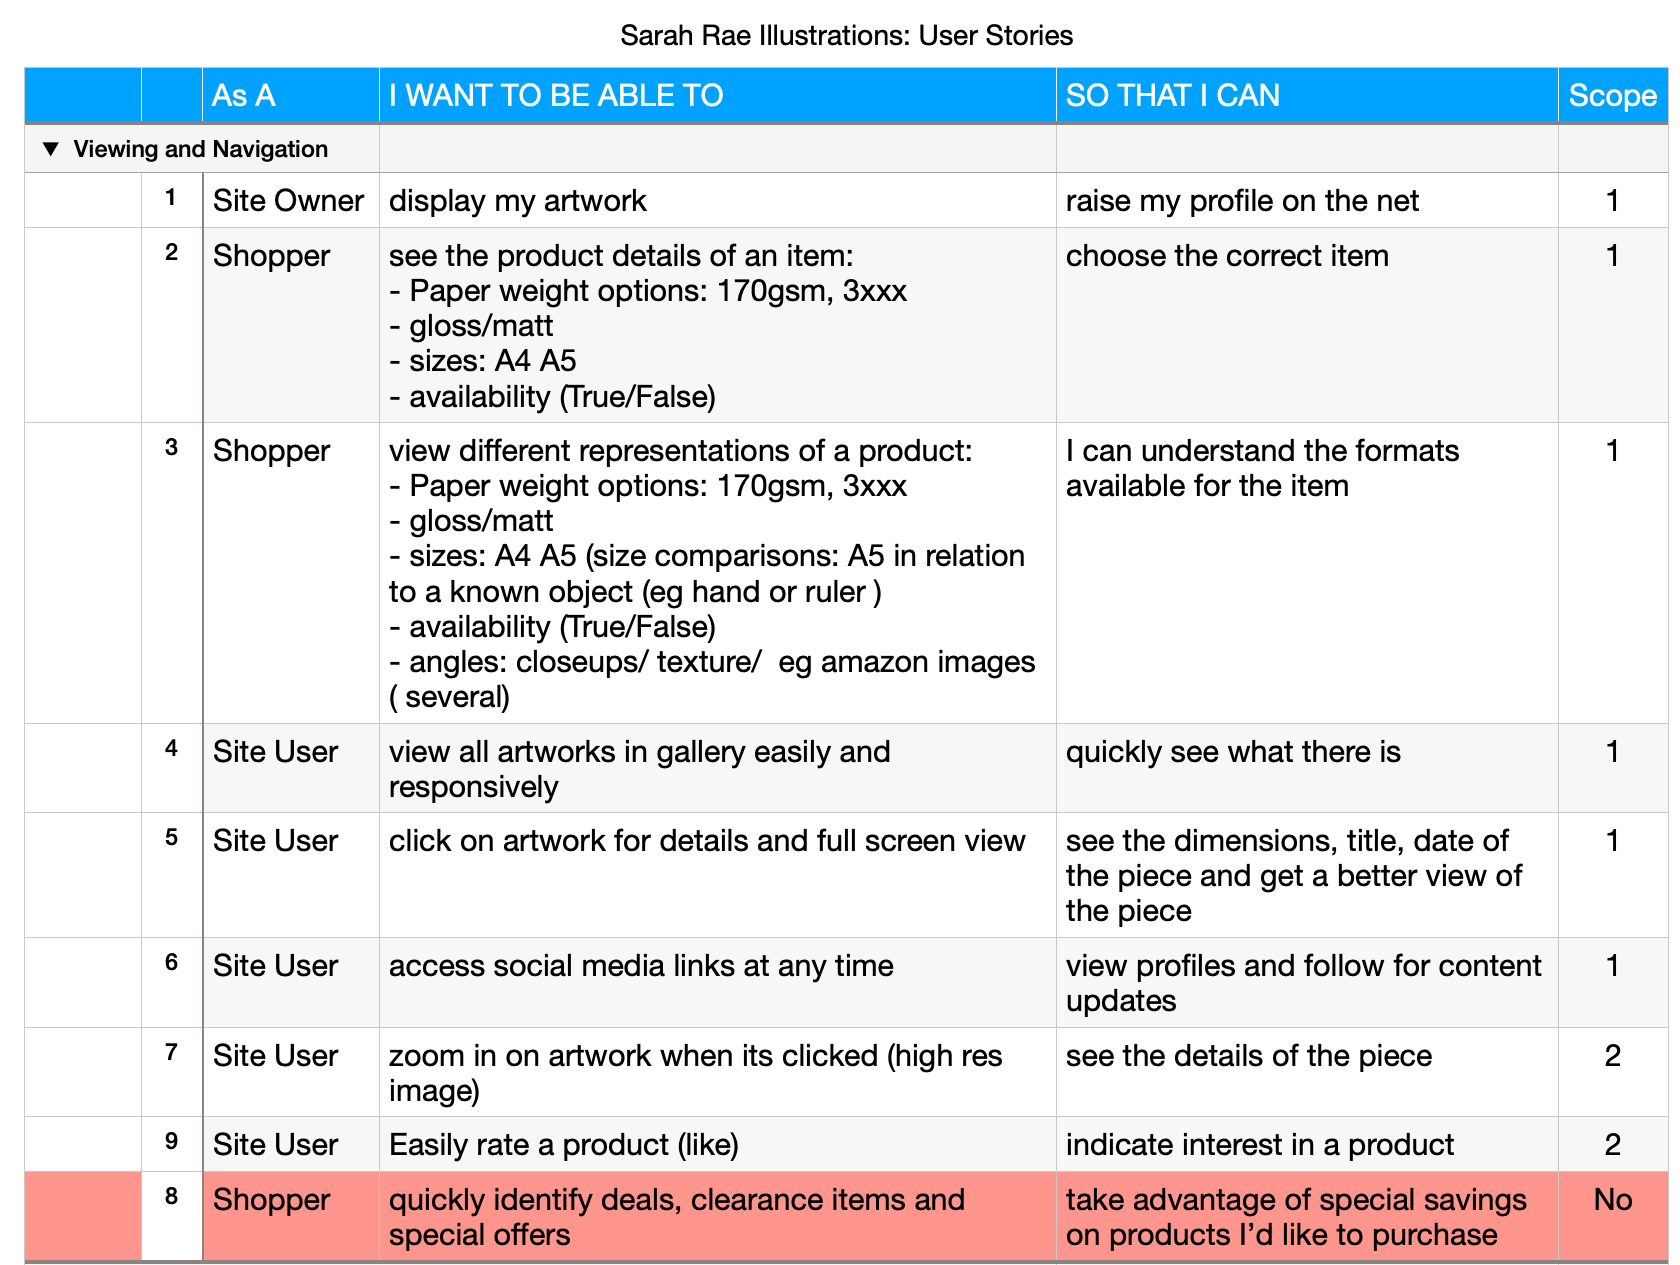 Sarah Rae Illustrations: User Stories
As A I WANT TO BE ABLE TO SO THAT I CAN Scope
▼ Viewing and Navigation
1 Site Owner display my artwork raise my profile on the net 1
2 Shopper see the product details of an item: choose the correct item 1
- Paper weight options: 170gsm, 3xxx
- gloss/matt
- sizes: A4 A5
- availability (True/False)
3 Shopper view different representations of a product: I can understand the formats 1
- Paper weight options: 170gsm, 3xxx available for the item
- gloss/matt
- sizes: A4 A5 (size comparisons: A5 in relation
to a known object (eg hand or ruler )
- availability (True/False)
- angles: closeups/ texture/  eg amazon images
( several)
4 Site User view all artworks in gallery easily and quickly see what there is 1
responsively
5 Site User click on artwork for details and full screen view see the dimensions, title, date of 1
the piece and get a better view of
the piece
6 Site User access social media links at any time view profiles and follow for content 1
updates
7 Site User zoom in on artwork when its clicked (high res see the details of the piece 2
image)
9 Site User Easily rate a product (like) indicate interest in a product 2
8 Shopper quickly identify deals, clearance items and take advantage of special savings No
special offers on products I’d like to purchase